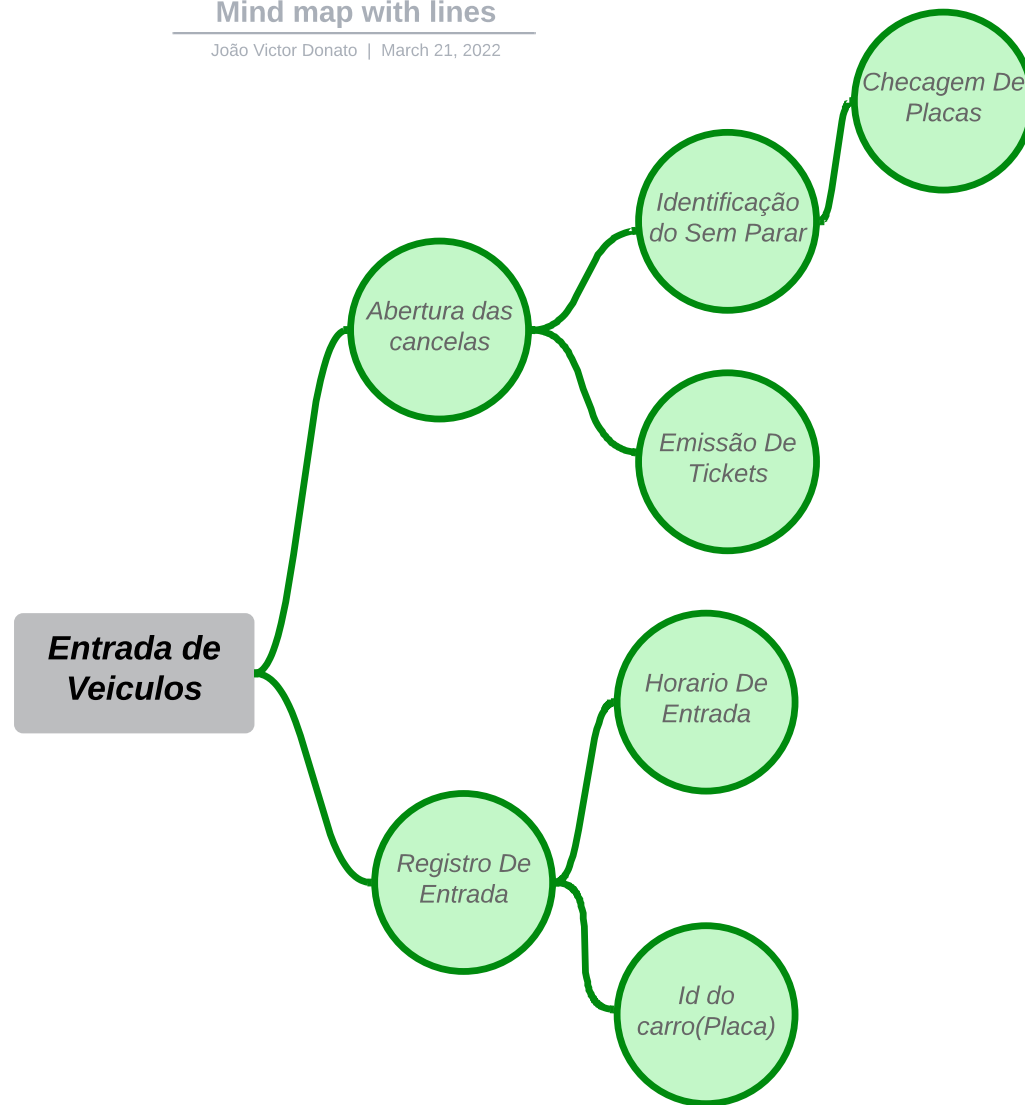 Mind map with lines
João Victor Donato | March 21, 2022
Checagem De
Placas
Identificação
do Sem Parar
Abertura das
cancelas
Emissão De
Tickets
Entrada de
Veiculos
Horario De
Entrada
Registro De
Entrada
Id do
carro(Placa)